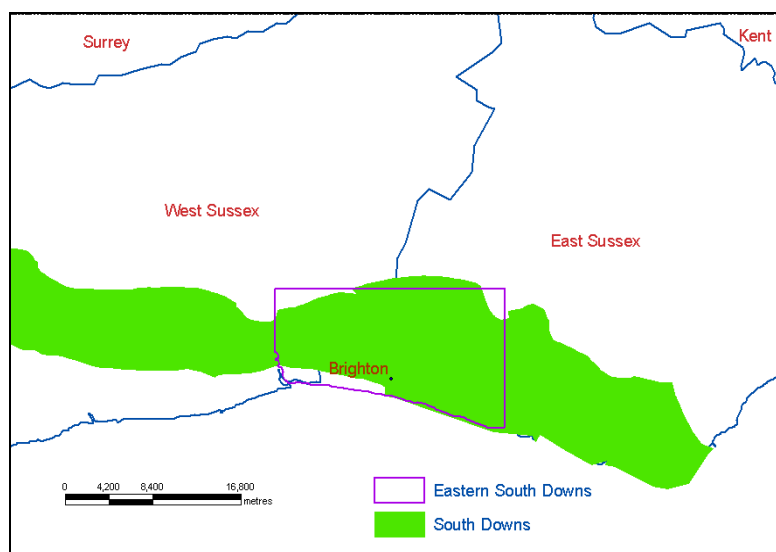 Surrey
Kent
West Sussex
East Sussex
Brighton
0 4,200 8,400 16,800
metres
Eastern South Downs
South Downs